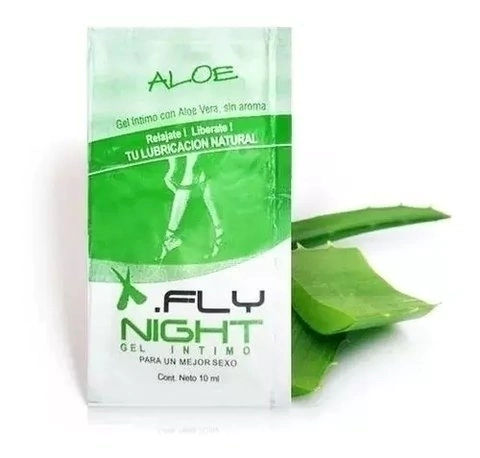 ALOE
Gel Intimo con Aloe Vera, sin aroma
Relajate ! Liberate !
TU LUBRICACION NATURAL
.FLY
NIGHT
GEL INTIMO
PARA UN MEJOR SEXO
Cont. Neto 10 ml